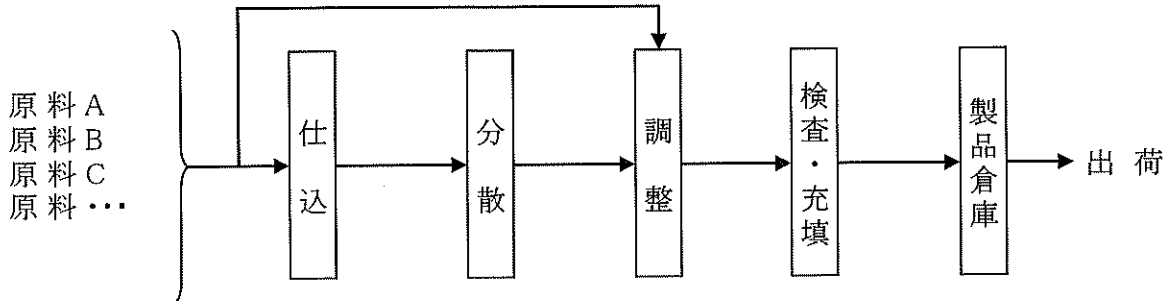 原料A
原料B
原料C
原料・・・
仕込
分散
調整
検査・充填
製品倉庫
出荷